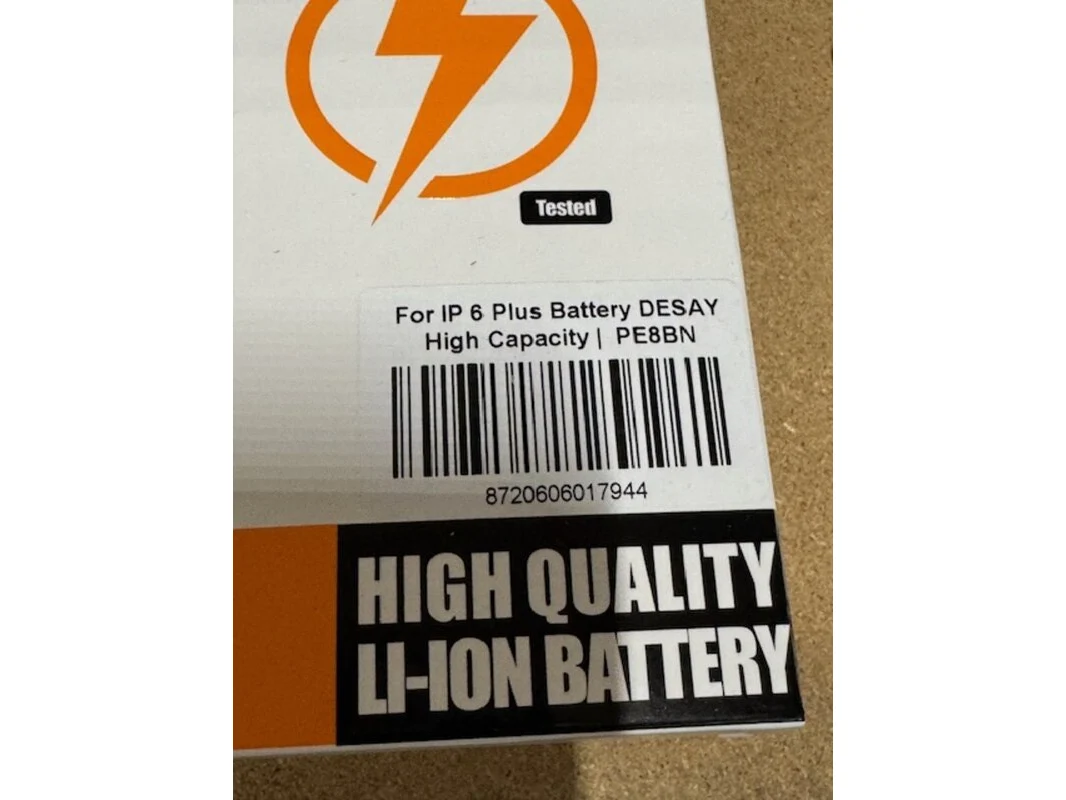 Tested
For IP 6 Plus Battery DESAY
High Capacity | PE8BN
8720606017944
HIGH QUALITY
LI-ION BATTERY